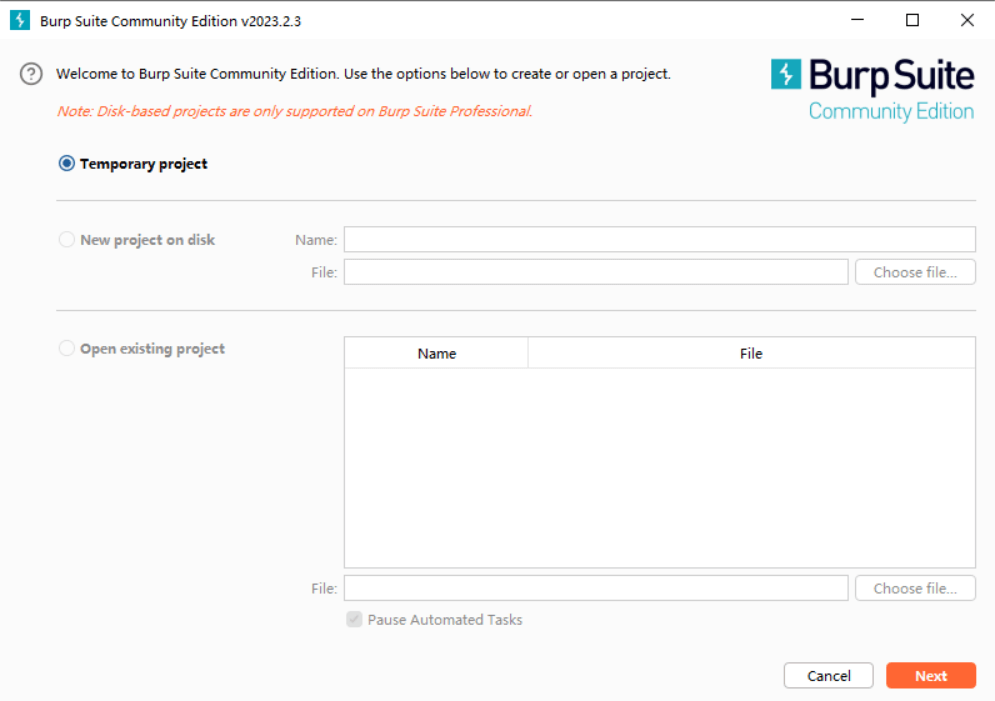 Burp Suite Community Edition v2023.2.3
Welcome to Burp Suite Community Edition. Use the options below to create or open a project.
Note: Disk-based projects are only supported on Burp Suite Professional.
Burp Suite
Community Edition
Temporary project
New project on disk
Name:
File:
Choose file...
Open existing project
Name File
File:
Choose file...
Pause Automated Tasks
Cancel Next